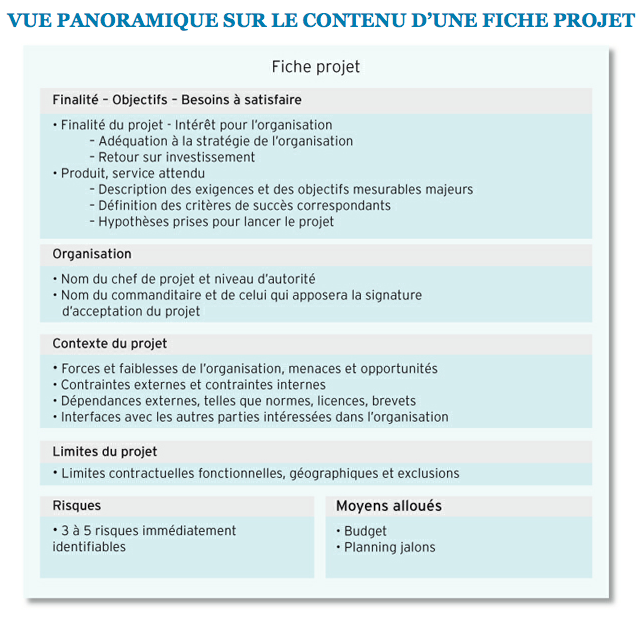 VUE PANORAMIQUE SUR LE CONTENU D’UNE FICHE PROJET
Fiche projet
Finalité – Objectifs – Besoins à satisfaire
• Finalité du projet - Intérêt pour l’organisation
– Adéquation à la stratégie de l’organisation
– Retour sur investissement
• Produit, service attendu
– Description des exigences et des objectifs mesurables majeurs
– Définition des critères de succès correspondants
– Hypothèses prises pour lancer le projet
Organisation
• Nom du chef de projet et niveau d’autorité
• Nom du commanditaire et de celui qui apposera la signature
d’acceptation du projet
Contexte du projet
• Forces et faiblesses de l’organisation, menaces et opportunités
• Contraintes externes et contraintes internes
• Dépendances externes, telles que normes, licences, brevets
• Interfaces avec les autres parties intéressées dans l’organisation
Limites du projet
• Limites contractuelles fonctionnelles, géographiques et exclusions
Risques
• 3 à 5 risques immédiatement
identifiables
Moyens alloués
• Budget
• Planning jalons